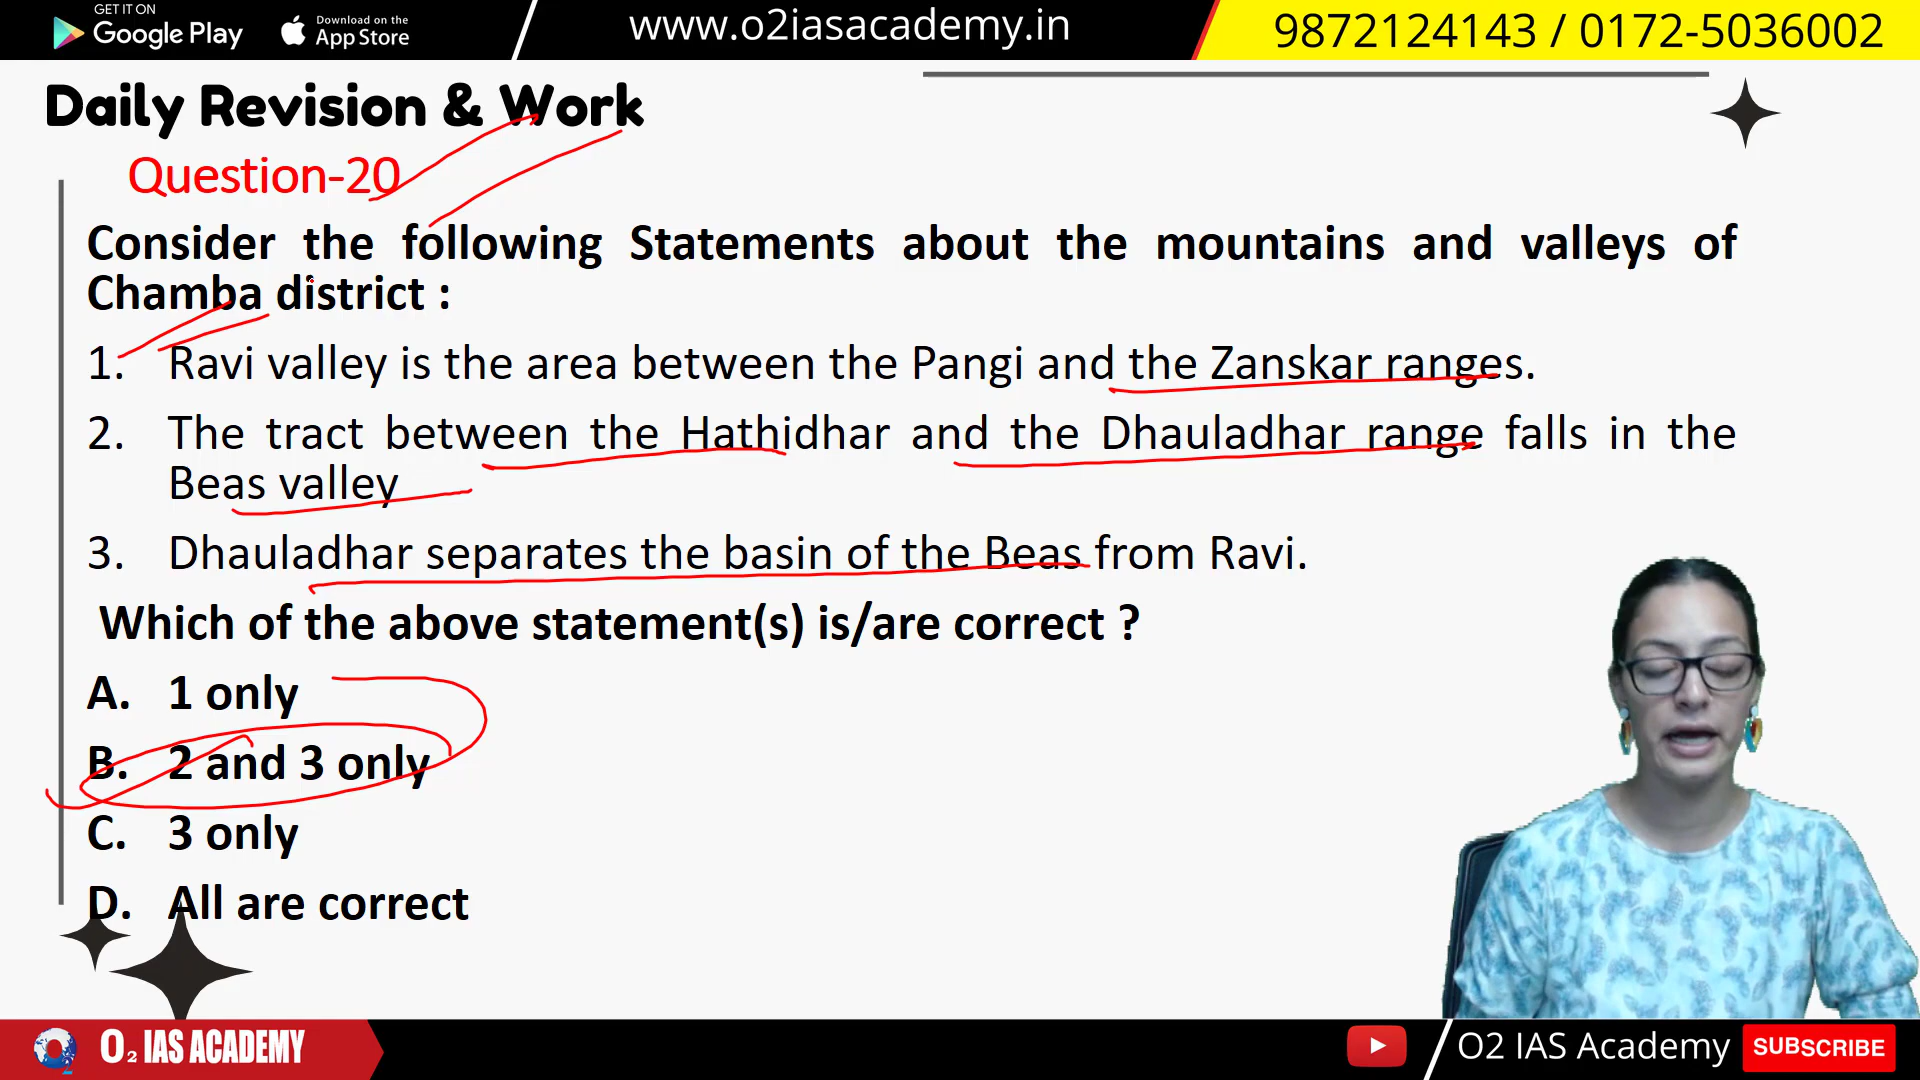 GET IT ON
Google Play
Download on the
App Store
www.o2iasacademy.in
9872124143 / 0172-5036002
Daily Revision & Work
Question-20
Consider the following Statements about the mountains and valleys of
Chamba district :
1. Ravi valley is the area between the Pangi and the Zanskar ranges.
2. The tract between the Hathidhar and the Dhauladhar range falls in the
Beas valley
3. Dhauladhar separates the basin of the Beas from Ravi.
Which of the above statement(s) is/are correct ?
A. 1 only
B. 2 and 3 only
C. 3 only
D. All are correct
O2 IAS ACADEMY
O2 IAS Academy
SUBSCRIBE